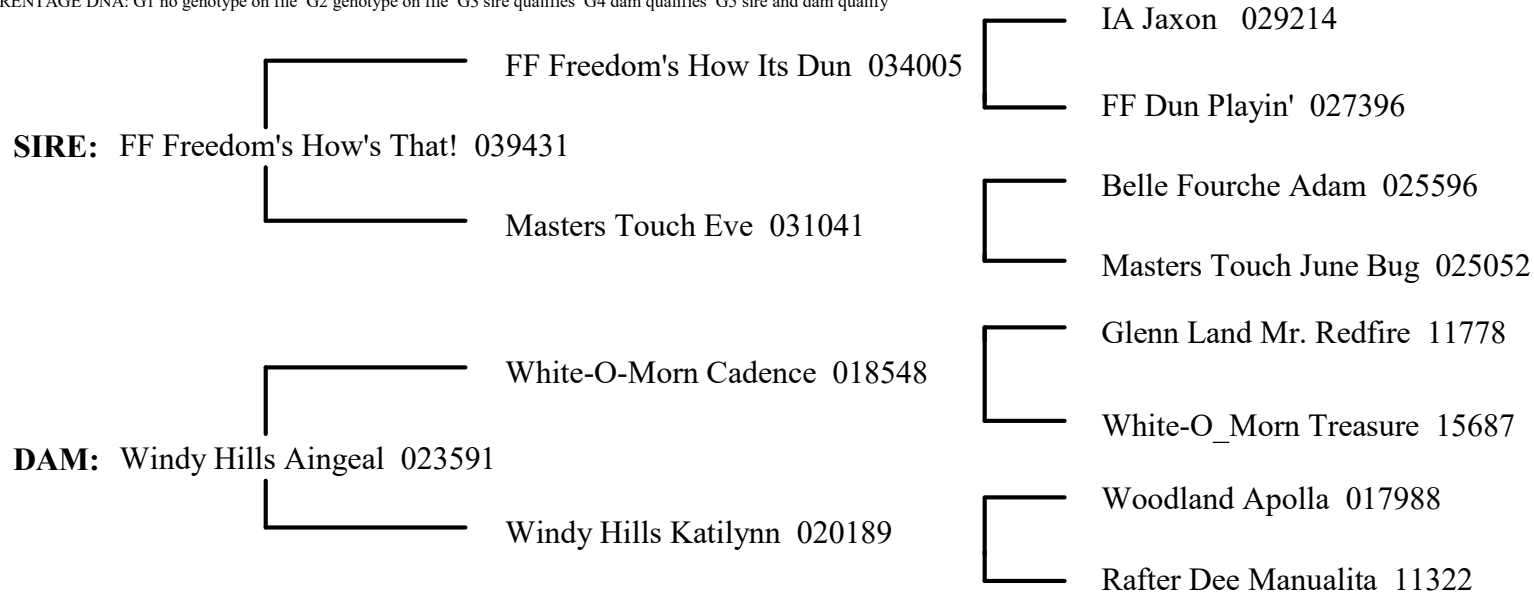 RENTAGE DNA: G1 no genotype on file G2 genotype on file G3 sire qualifies G4 dam qualifies G5 sire and dam qualify
IA Jaxon 029214
FF Freedom's How Its Dun 034005
FF Dun Playin' 027396
SIRE: FF Freedom's How's That! 039431
Belle Fourche Adam 025596
Masters Touch Eve 031041
Masters Touch June Bug 025052
Glenn Land Mr. Redfire 11778
White-O-Morn Cadence 018548
White-O_Morn Treasure 15687
DAM: Windy Hills Aingeal 023591
Woodland Apolla 017988
Windy Hills Katilynn 020189
Rafter Dee Manualita 11322